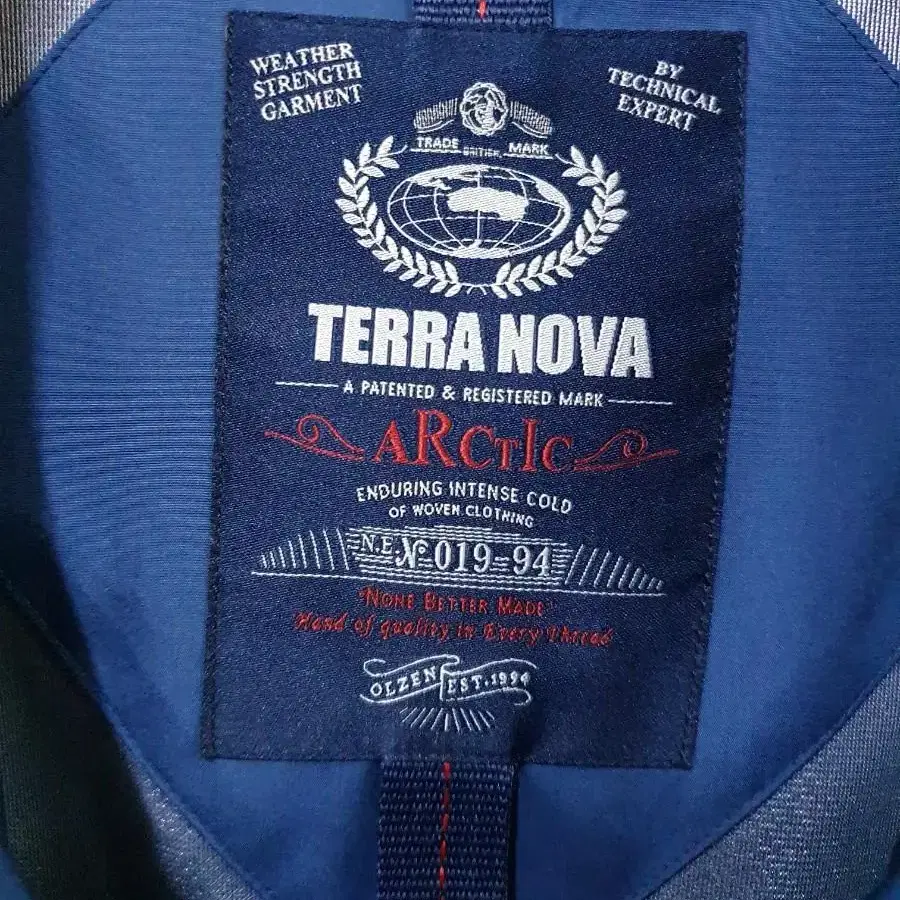 WEATHER
STRENGTH
GARMENT
BY
TECHNICAL
EXPERT
TRADE BRITISH MARK
TERRA NOVA
A PATENTED & REGISTERED MARK
ARCTIC
ENDURING INTENSE COLD
OF WOVEN CLOTHING
N.E. No 019-94
"NONE BETTER MADE"
Hand of quality in Every Thread
OLZEN EST.1994